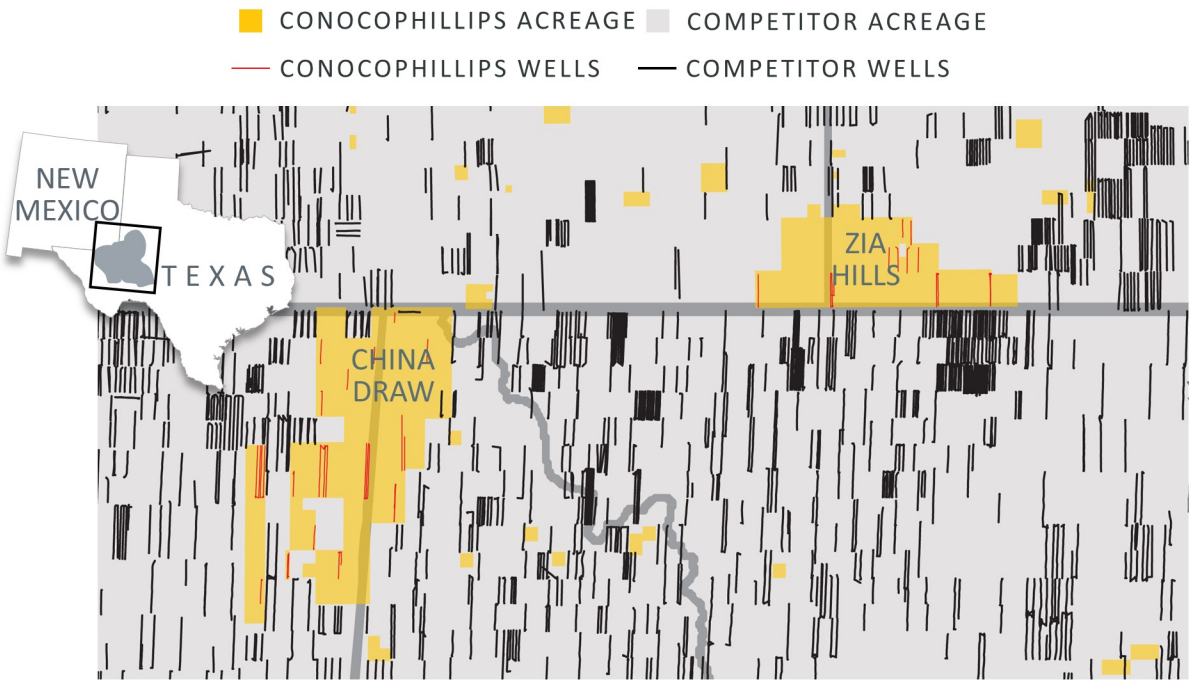 CONOCOPHILLIPS ACREAGE
COMPETITOR ACREAGE
CONOCOPHILLIPS WELLS
COMPETITOR WELLS
NEW
MEXICO
TEXAS
ZIA
HILLS
CHINA
DRAW